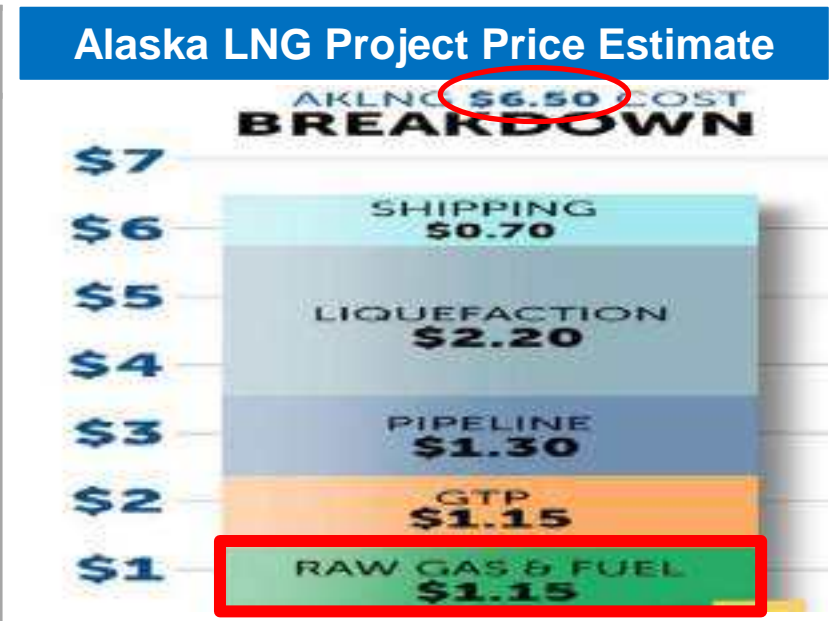 Alaska LNG Project Price Estimate
AKLNG $6.50 COST
BREAKDOWN
$7
SHIPPING
$6
$0.70
$5
LIQUEFACTION
$2.20
$4
PIPELINE
$3
$1.30
GTP
$2
$1.15
RAW GAS & FUEL
$1
$1.15